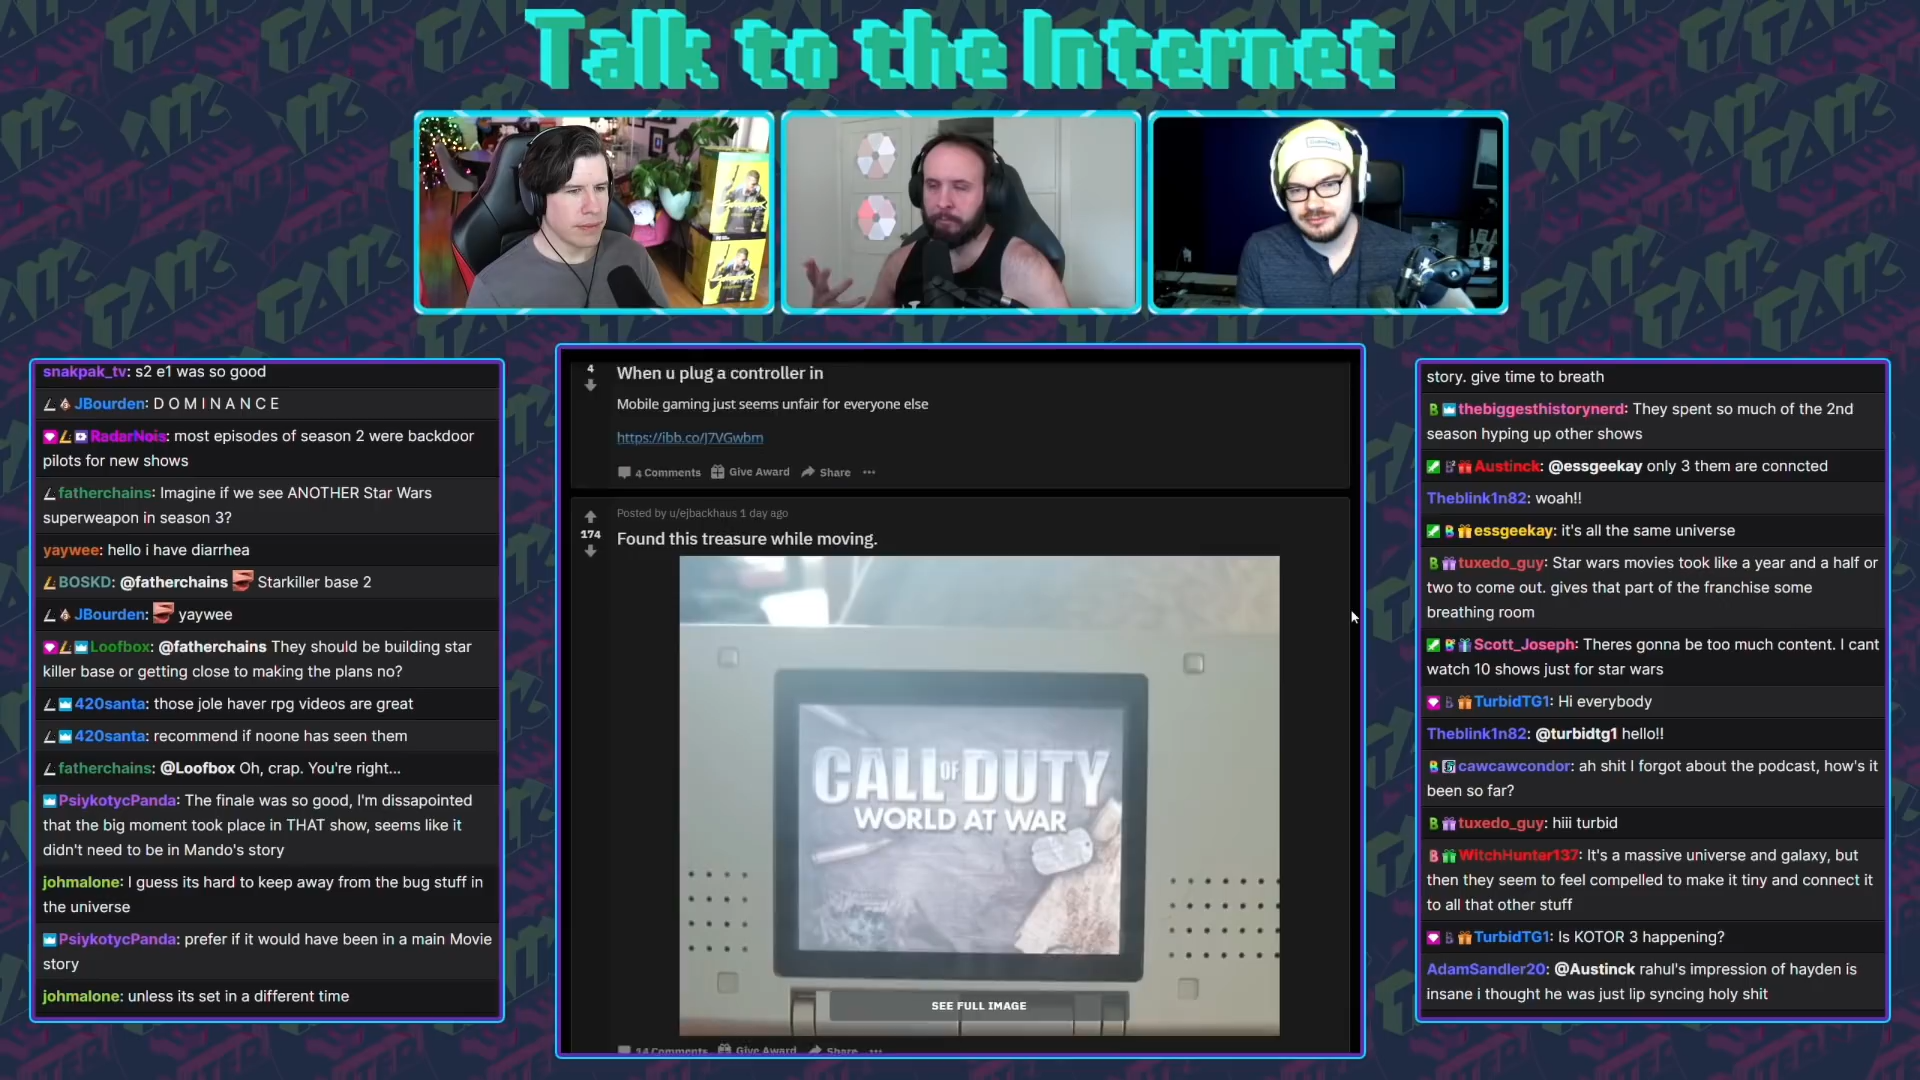 Talk to the Internet
snakpak_tv: s2 e1 was so good
JBourden: D O M I N A N C E
RadarNois: most episodes of season 2 were backdoor
pilots for new shows
fatherchains: Imagine if we see ANOTHER Star Wars
superweapon in season 3?
yaywee: hello i have diarrhea
BOSKD: @fatherchains Starkiller base 2
JBourden: yaywee
Loofbox: @fatherchains They should be building star
killer base or getting close to making the plans no?
420santa: those jole haver rpg videos are great
420santa: recommend if noone has seen them
fatherchains: @Loofbox Oh, crap. You're right...
PsiykotycPanda: The finale was so good, I'm dissapointed
that the big moment took place in THAT show, seems like it
didn't need to be in Mando's story
johmalone: I guess its hard to keep away from the bug stuff in
the universe
PsiykotycPanda: prefer if it would have been in a main Movie
story
johmalone: unless its set in a different time
4
When u plug a controller in
Mobile gaming just seems unfair for everyone else
https://ibb.co/J7VGwbm
4 Comments Give Award Share
Posted by u/ejbackhaus 1 day ago
174
Found this treasure while moving.
CALL OF DUTY
WORLD AT WAR
SEE FULL IMAGE
14 Comments Give Award Share
story. give time to breath
thebiggesthistorynerd: They spent so much of the 2nd
season hyping up other shows
Austinck: @essgeekay only 3 them are conncted
Theblink1n82: woah!!
essgeekay: it's all the same universe
tuxedo_guy: Star wars movies took like a year and a half or
two to come out. gives that part of the franchise some
breathing room
Scott_Joseph: Theres gonna be too much content. I cant
watch 10 shows just for star wars
TurbidTG1: Hi everybody
Theblink1n82: @turbidtg1 hello!!
cawcawcondor: ah shit I forgot about the podcast, how's it
been so far?
tuxedo_guy: hiii turbid
WitchHunter137: It's a massive universe and galaxy, but
then they seem to feel compelled to make it tiny and connect it
to all that other stuff
TurbidTG1: Is KOTOR 3 happening?
AdamSandler20: @Austinck rahul's impression of hayden is
insane i thought he was just lip syncing holy shit